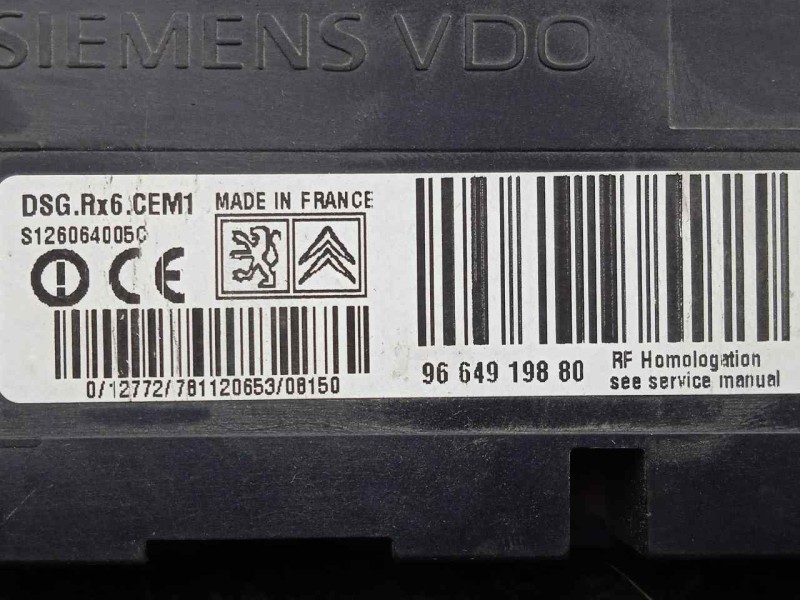 SIEMENS VDO
DSG.Rx6.CEM1 MADE IN FRANCE
S126064005C
CE
0/12772/781120653/08150
96 649 198 80
RF Homologation
see service manual